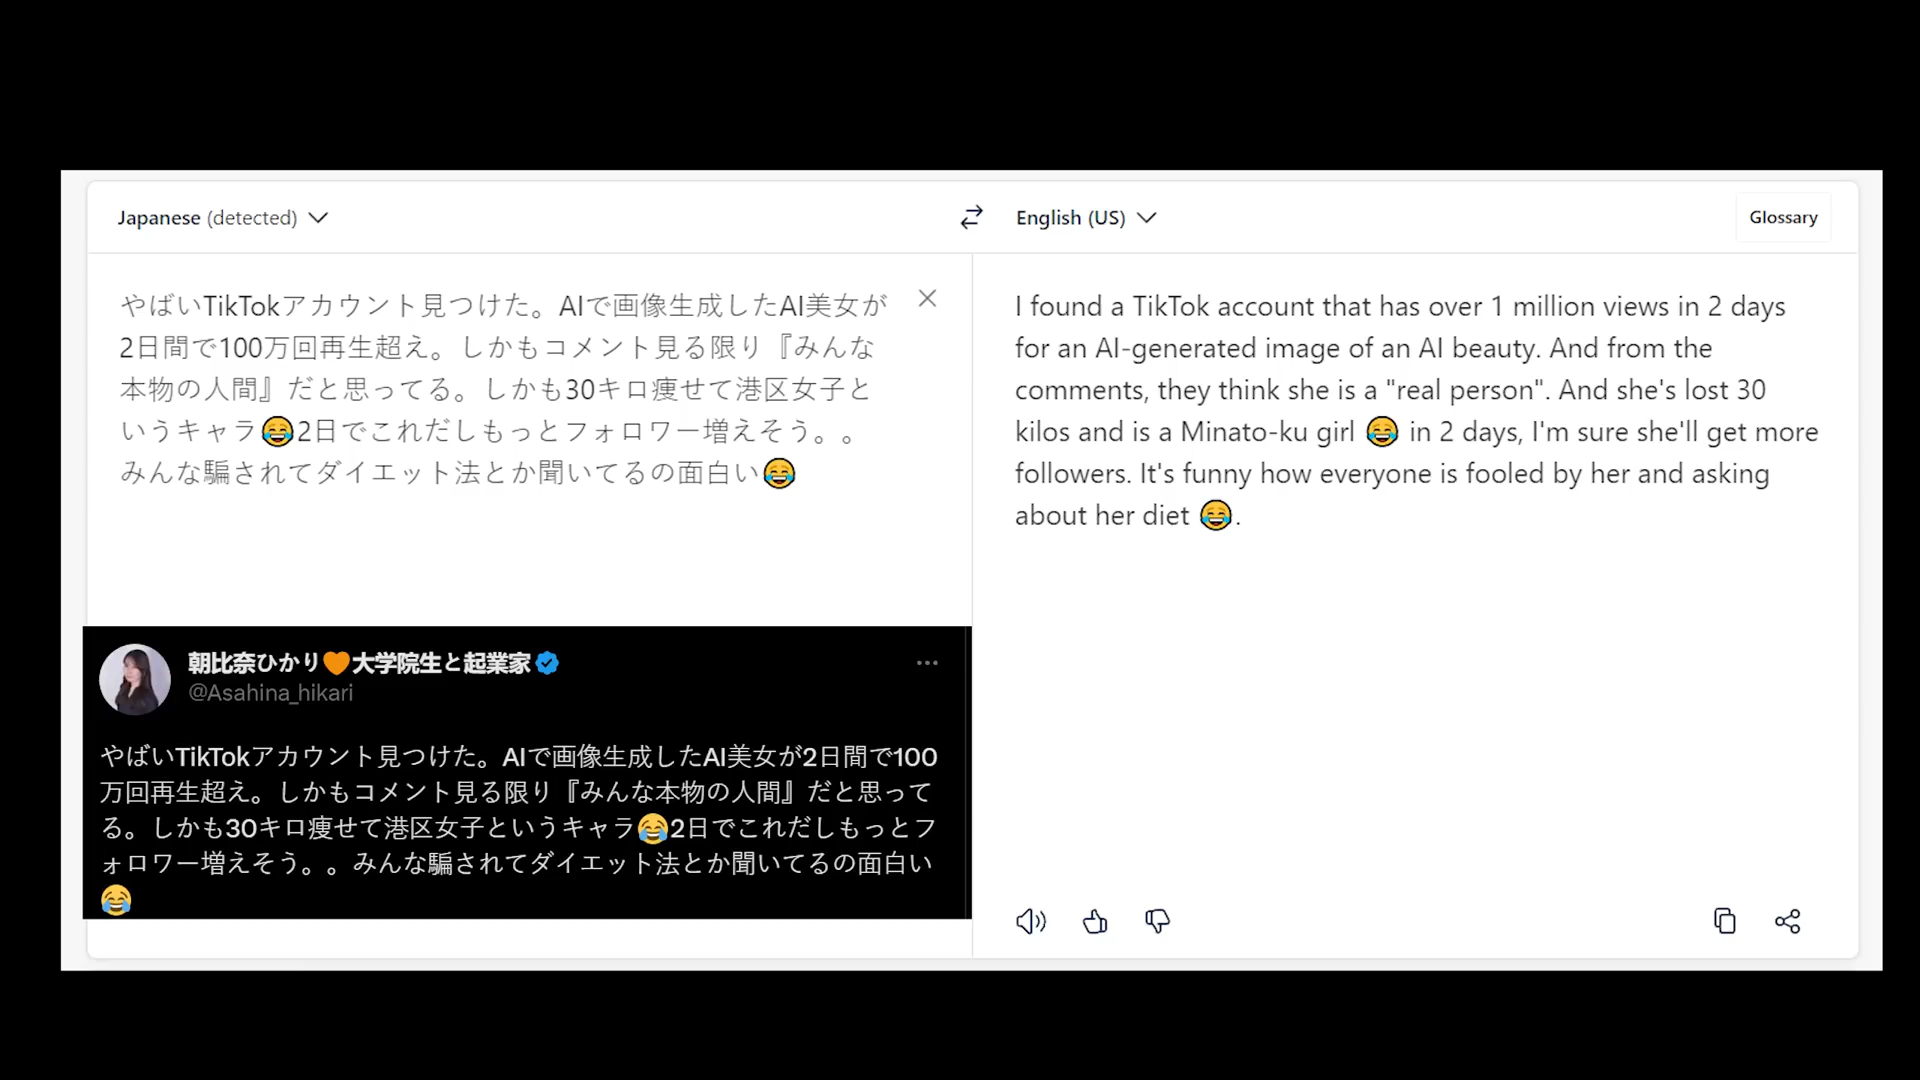 Japanese (detected)
English (US)
Glossary
やばいTikTokアカウント見つけた。AIで画像生成したAI美女が
2日間で100万回再生超え。しかもコメント見る限り『みんな
本物の人間』だと思ってる。しかも30キロ痩せて港区女子と
いうキャラ😂2日でこれだしもっとフォロワー増えそう。。
みんな騙されてダイエット法とか聞いてるの面白い😂
I found a TikTok account that has over 1 million views in 2 days
for an AI-generated image of an AI beauty. And from the
comments, they think she is a "real person". And she's lost 30
kilos and is a Minato-ku girl 😂 in 2 days, I'm sure she'll get more
followers. It's funny how everyone is fooled by her and asking
about her diet 😂.
朝比奈ひかり🧡大学院生と起業家
@Asahina_hikari
やばいTikTokアカウント見つけた。AIで画像生成したAI美女が2日間で100
万回再生超え。しかもコメント見る限り『みんな本物の人間』だと思って
る。しかも30キロ痩せて港区女子というキャラ😂2日でこれだしもっとフ
ォロワー増えそう。。みんな騙されてダイエット法とか聞いてるの面白い
😂